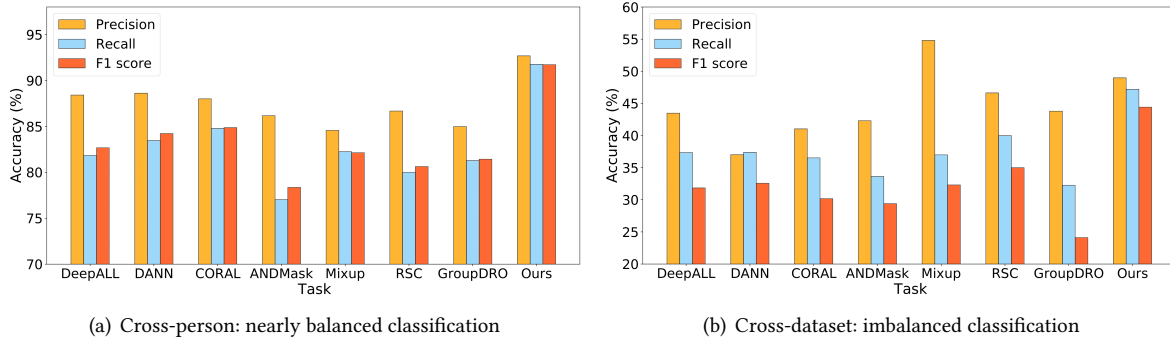 Precision
Recall
F1 score
Accuracy (%)
95
90
85
80
75
70
DeepALL DANN CORAL ANDMask Mixup RSC GroupDRO Ours
Task
(a) Cross-person: nearly balanced classification
Precision
Recall
F1 score
Accuracy (%)
60
55
50
45
40
35
30
25
20
DeepALL DANN CORAL ANDMask Mixup RSC GroupDRO Ours
Task
(b) Cross-dataset: imbalanced classification